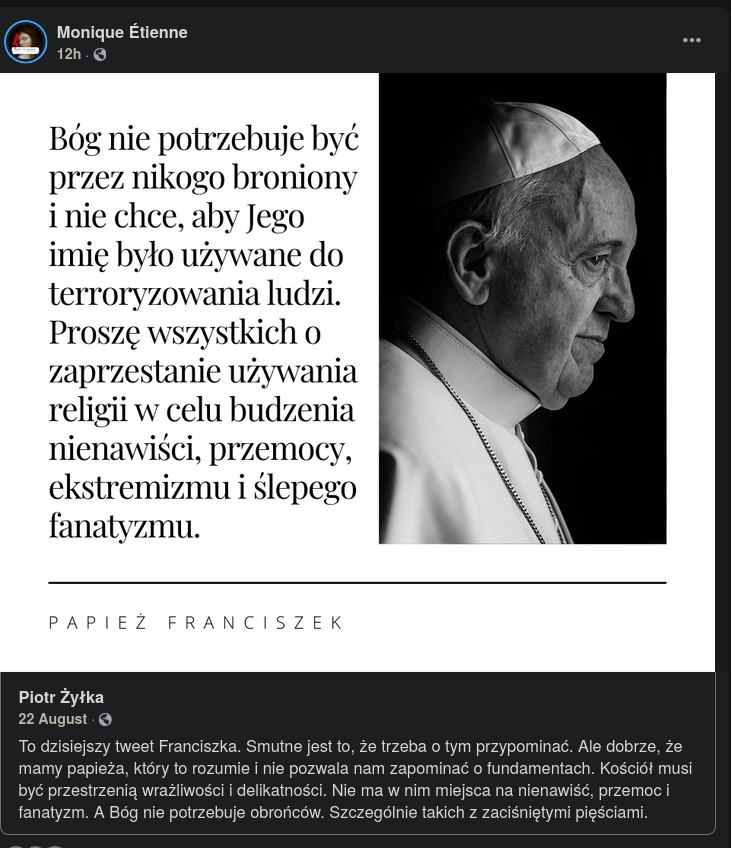 Monique Étienne
12h ·
Bóg nie potrzebuje być
przez nikogo broniony
i nie chce, aby Jego
imię było używane do
terroryzowania ludzi.
Proszę wszystkich o
zaprzestanie używania
religii w celu budzenia
nienawiści, przemocy,
ekstremizmu i ślepego
fanatyzmu.
PAPIEŻ FRANCISZEK
Piotr Żyłka
22 August ·
To dzisiejszy tweet Franciszka. Smutne jest to, że trzeba o tym przypominać. Ale dobrze, że
mamy papieża, który to rozumie i nie pozwala nam zapominać o fundamentach. Kościół musi
być przestrzenią wrażliwości i delikatności. Nie ma w nim miejsca na nienawiść, przemoc i
fanatyzm. A Bóg nie potrzebuje obrońców. Szczególnie takich z zaciśniętymi pięściami.